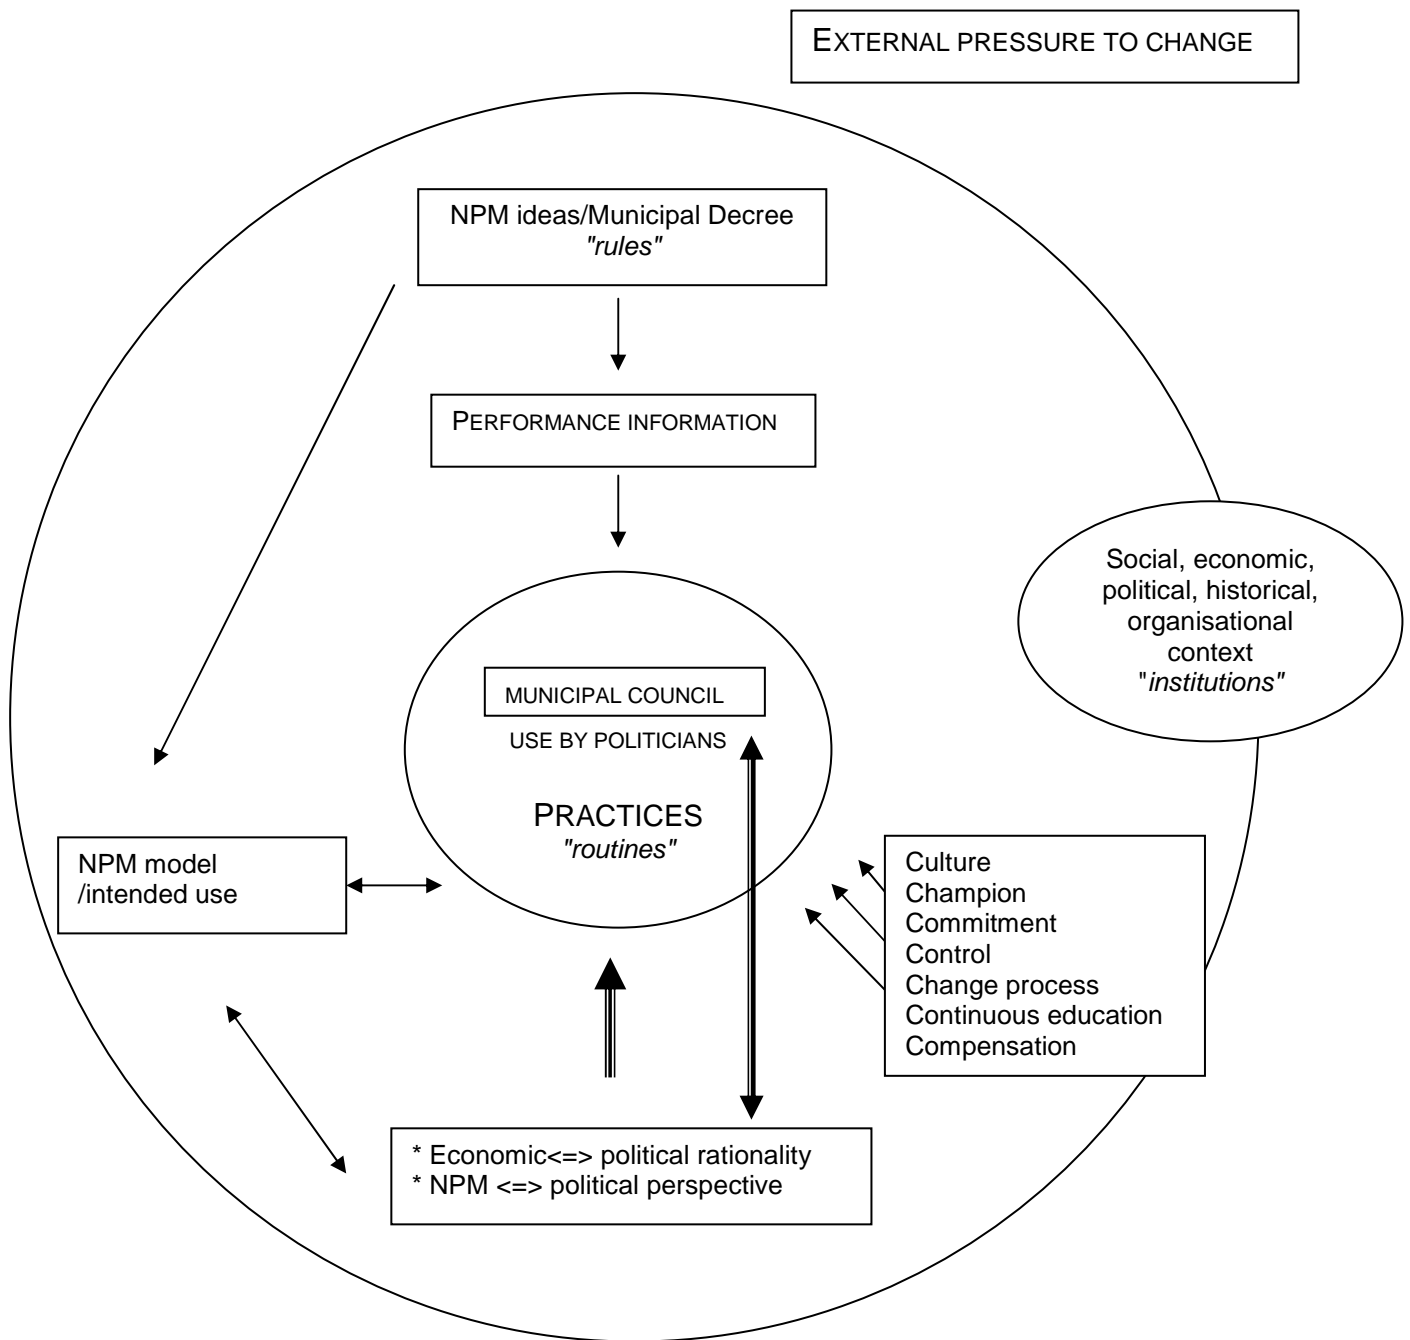 EXTERNAL PRESSURE TO CHANGE
NPM ideas/Municipal Decree
"rules"
PERFORMANCE INFORMATION
Social, economic,
political, historical,
organisational
context
"institutions"
MUNICIPAL COUNCIL
USE BY POLITICIANS
PRACTICES
"routines"
NPM model
/intended use
Culture
Champion
Commitment
Control
Change process
Continuous education
Compensation
* Economic<=> political rationality
* NPM <=> political perspective